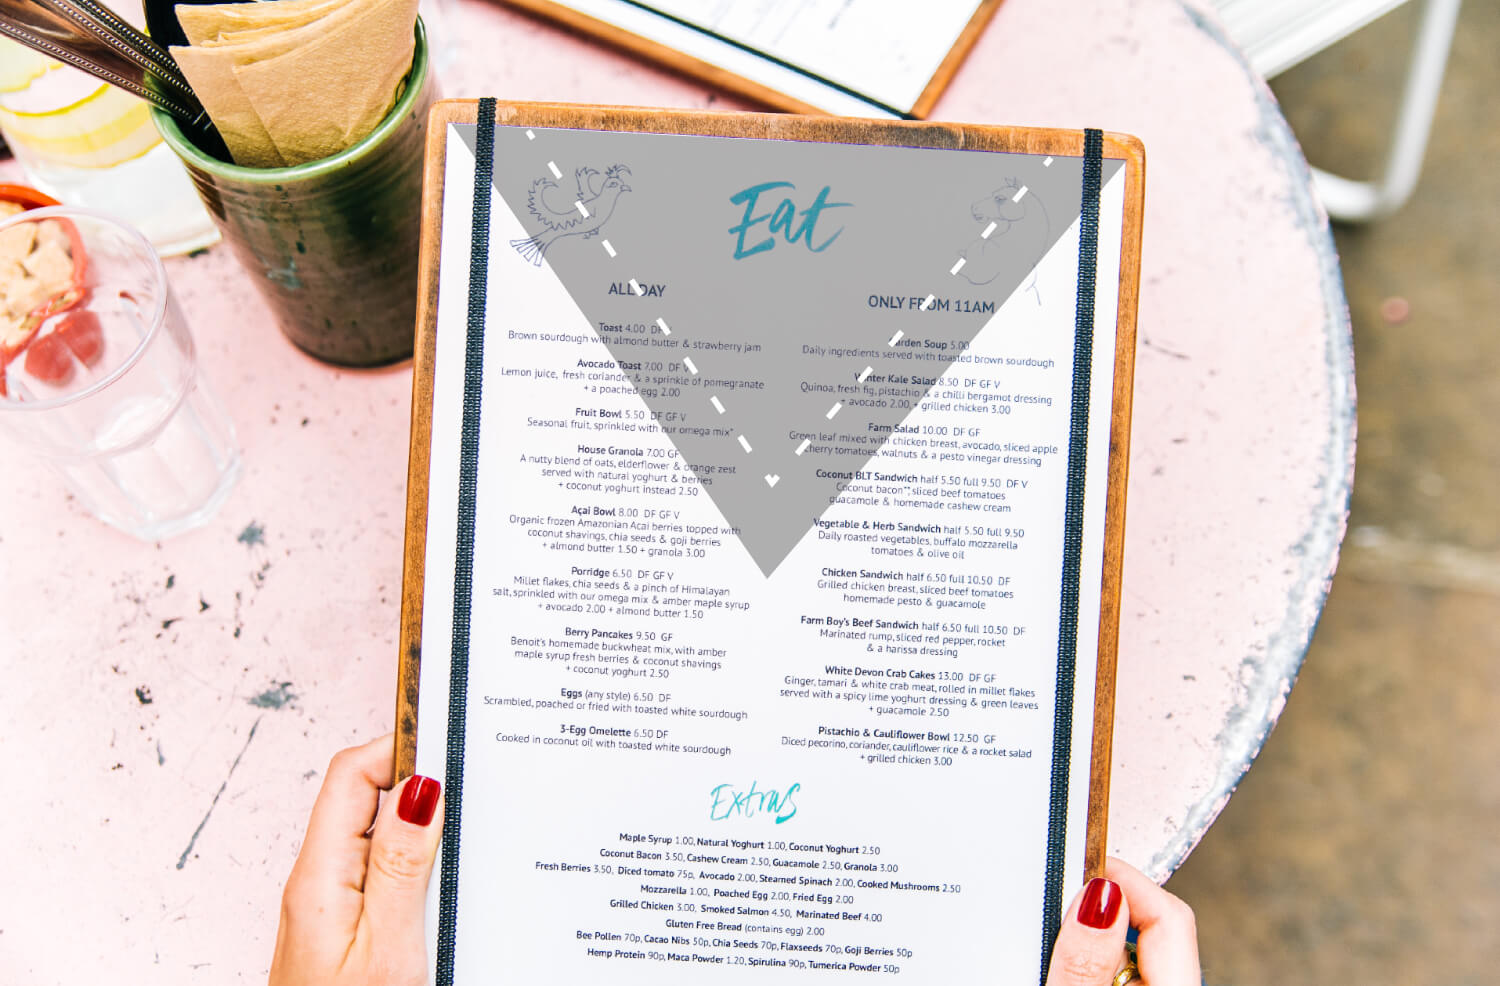 Eat
ALL DAY
Toast 4.00 DF
Brown sourdough with almond butter & strawberry jam
Avocado Toast 7.00 DF V
Lemon juice, fresh coriander & a sprinkle of pomegranate
+ a poached egg 2.00
Fruit Bowl 5.50 DF GF V
Seasonal fruit, sprinkled with our omega mix*
House Granola 7.00 GF
A nutty blend of oats, elderflower & orange zest
served with natural yoghurt & berries
+ coconut yoghurt instead 2.50
Açai Bowl 8.00 DF GF V
Organic frozen Amazonian Acai berries topped with
coconut shavings, chia seeds & goji berries
+ almond butter 1.50 + granola 3.00
Porridge 6.50 DF GF V
Millet flakes, chia seeds & a pinch of Himalayan
salt, sprinkled with our omega mix & amber maple syrup
+ avocado 2.00 + almond butter 1.50
Berry Pancakes 9.50 GF
Benoit's homemade buckwheat mix, with amber
maple syrup fresh berries & coconut shavings
+ coconut yoghurt 2.50
Eggs (any style) 6.50 DF
Scrambled, poached or fried with toasted white sourdough
3-Egg Omelette 6.50 DF
Cooked in coconut oil with toasted white sourdough
ONLY FROM 11AM
Garden Soup 5.00
Daily ingredients served with toasted brown sourdough
Winter Kale Salad 8.50 DF GF V
Quinoa, fresh fig, pistachio & a chilli bergamot dressing
+ avocado 2.00, + grilled chicken 3.00
Farm Salad 10.00 DF GF
Green leaf mixed with chicken breast, avocado, sliced apple
cherry tomatoes, walnuts & a pesto vinegar dressing
Coconut BLT Sandwich half 5.50 full 9.50 DF V
Coconut bacon**, sliced beef tomatoes
guacamole & homemade cashew cream
Vegetable & Herb Sandwich half 5.50 full 9.50
Daily roasted vegetables, buffalo mozzarella
tomatoes & olive oil
Chicken Sandwich half 6.50 full 10.50 DF
Grilled chicken breast, sliced beef tomatoes
homemade pesto & guacamole
Farm Boy's Beef Sandwich half 6.50 full 10.50 DF
Marinated rump, sliced red pepper, rocket
& a harissa dressing
White Devon Crab Cakes 13.00 DF GF
Ginger, tamari & white crab meat, rolled in millet flakes
served with a spicy lime yoghurt dressing & green leaves
+ guacamole 2.50
Pistachio & Cauliflower Bowl 12.50 GF
Diced pecorino, coriander, cauliflower rice & a rocket salad
+ grilled chicken 3.00
Extras
Maple Syrup 1.00, Natural Yoghurt 1.00, Coconut Yoghurt 2.50
Coconut Bacon 3.50, Cashew Cream 2.50, Guacamole 2.50, Granola 3.00
Fresh Berries 3.50, Diced tomato 75p, Avocado 2.00, Steamed Spinach 2.00, Cooked Mushrooms 2.50
Mozzarella 1.00, Poached Egg 2.00, Fried Egg 2.00
Grilled Chicken 3.00, Smoked Salmon 4.50, Marinated Beef 4.00
Gluten Free Bread (contains egg) 2.00
Bee Pollen 70p, Cacao Nibs 50p, Chia Seeds 70p, Flaxseeds 70p, Goji Berries 50p
Hemp Protein 90p, Maca Powder 1.20, Spirulina 90p, Tumerica Powder 50p